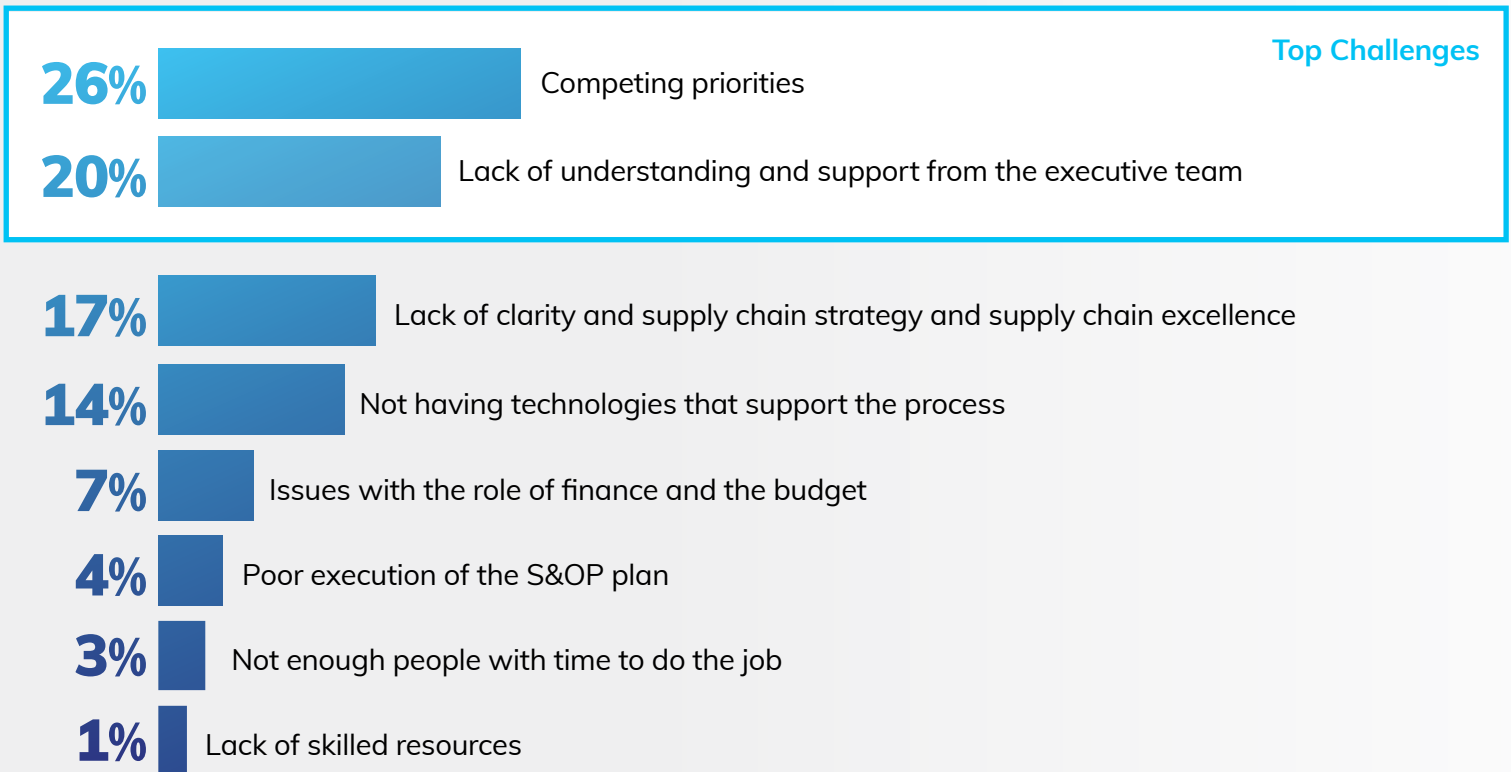 Top Challenges
26% Competing priorities
20% Lack of understanding and support from the executive team
17% Lack of clarity and supply chain strategy and supply chain excellence
14% Not having technologies that support the process
7% Issues with the role of finance and the budget
4% Poor execution of the S&OP plan
3% Not enough people with time to do the job
1% Lack of skilled resources